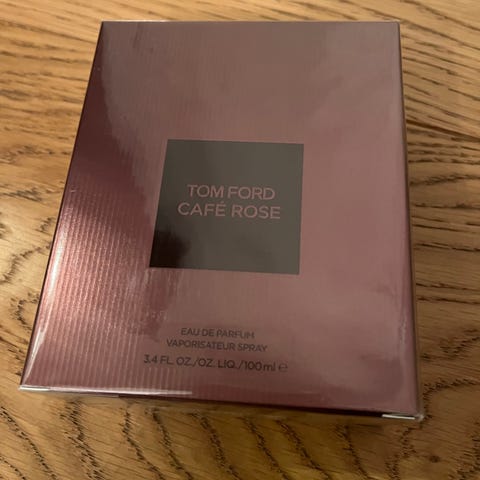 TOM FORD
CAFÉ ROSE
EAU DE PARFUM
VAPORISATEUR SPRAY
3.4 FL. OZ./OZ. LIQ./100 ml ℮